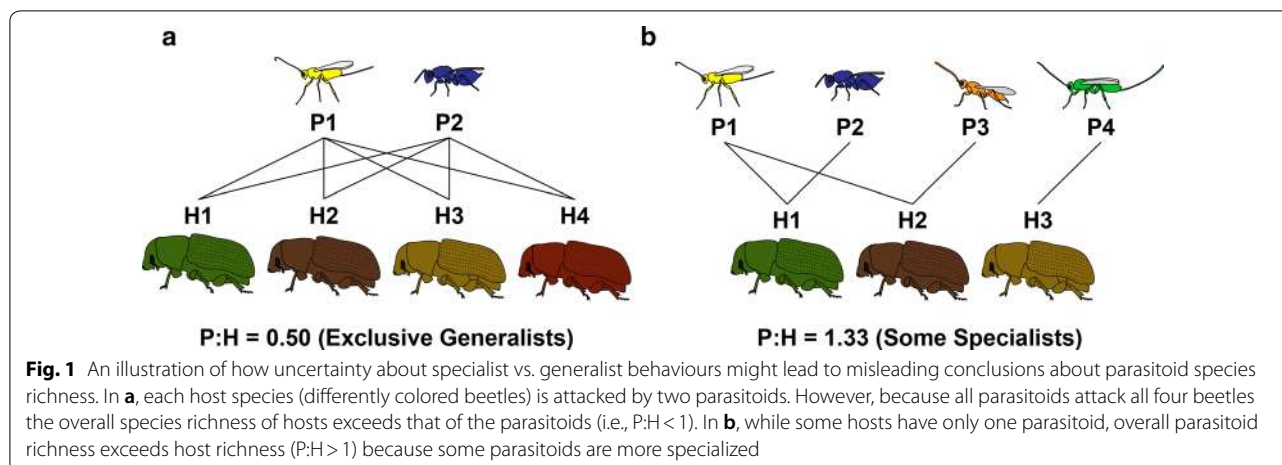 a
b
P1 P2
P1 P2 P3 P4
H1 H2 H3 H4
H1 H2 H3
P:H = 0.50 (Exclusive Generalists)
P:H = 1.33 (Some Specialists)
Fig. 1 An illustration of how uncertainty about specialist vs. generalist behaviours might lead to misleading conclusions about parasitoid species
richness. In a, each host species (differently colored beetles) is attacked by two parasitoids. However, because all parasitoids attack all four beetles
the overall species richness of hosts exceeds that of the parasitoids (i.e., P:H < 1). In b, while some hosts have only one parasitoid, overall parasitoid
richness exceeds host richness (P:H > 1) because some parasitoids are more specialized